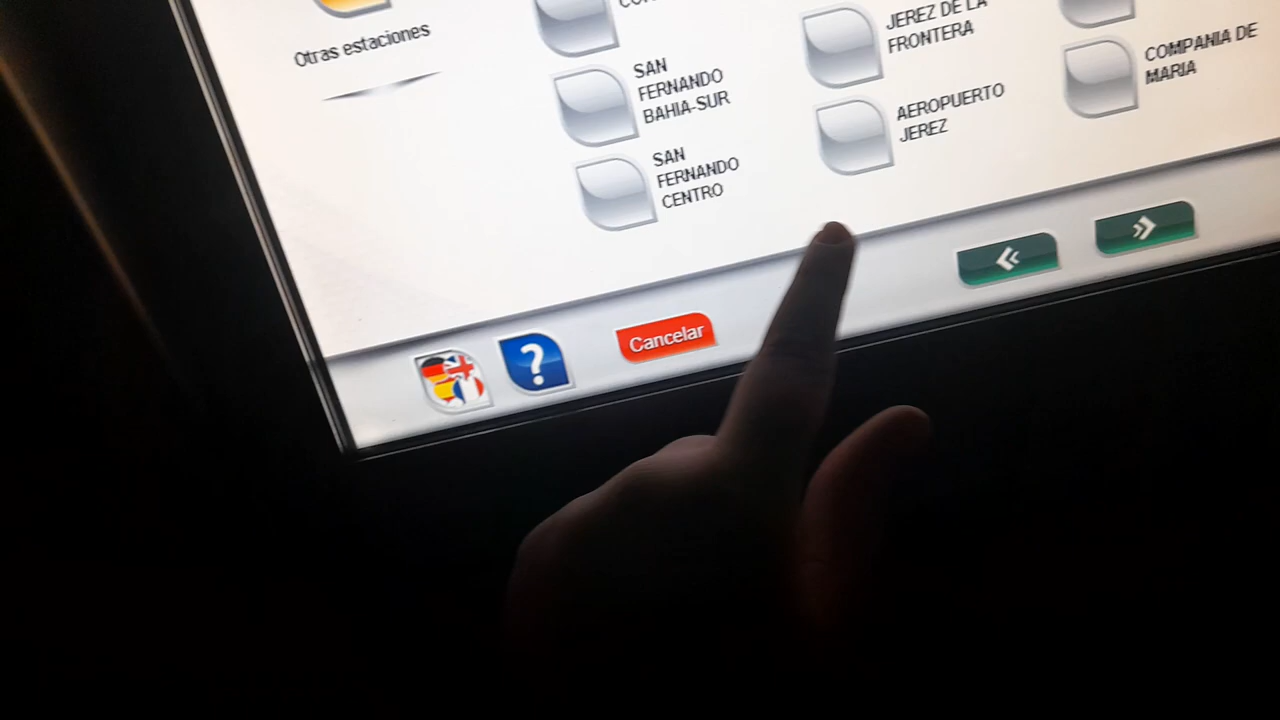 Otras estaciones
SAN
FERNANDO
BAHIA-SUR
SAN
FERNANDO
CENTRO
JEREZ DE LA
FRONTERA
AEROPUERTO
JEREZ
COMPANIA DE
MARIA
?
Cancelar
«
»